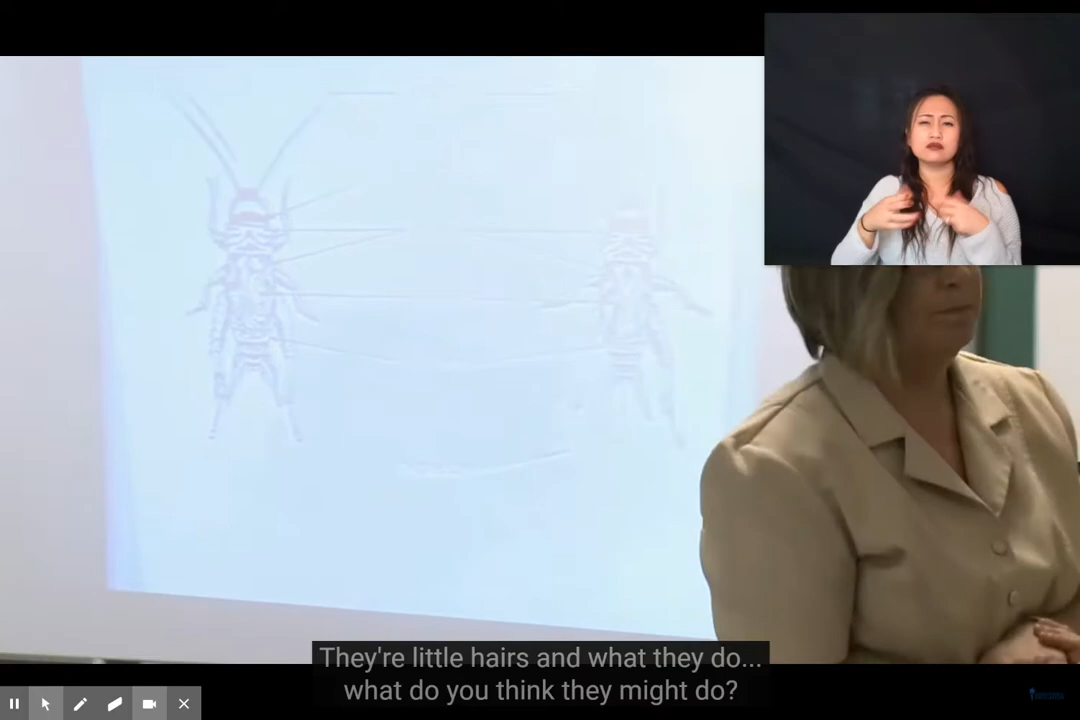 They're little hairs and what they do...
what do you think they might do?